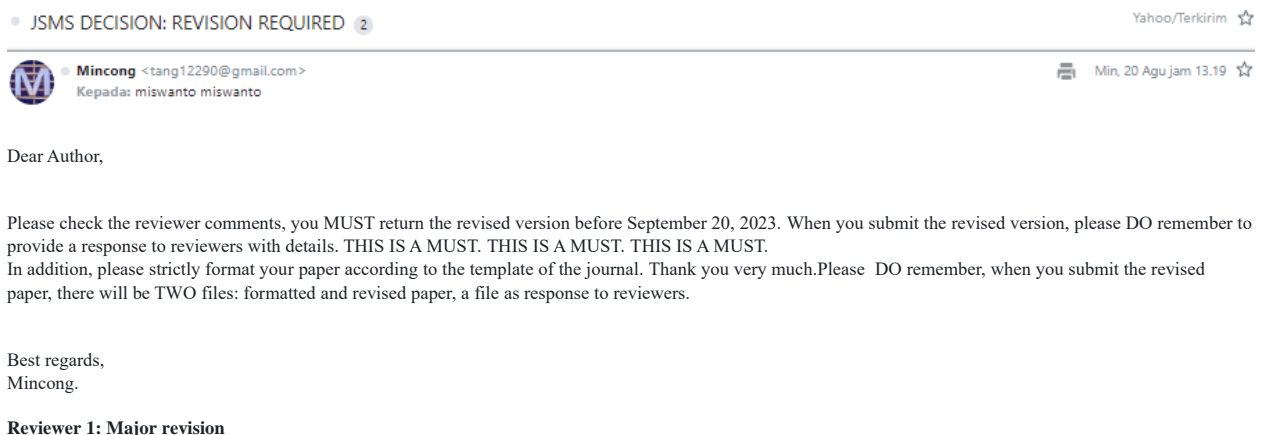 JSMS DECISION: REVISION REQUIRED 2
Yahoo/Terkirim
M
Mincong <tang12290@gmail.com>
Min, 20 Agu jam 13.19
Kepada: miswanto miswanto
Dear Author,
Please check the reviewer comments, you MUST return the revised version before September 20, 2023. When you submit the revised version, please DO remember to
provide a response to reviewers with details. THIS IS A MUST. THIS IS A MUST. THIS IS A MUST.
In addition, please strictly format your paper according to the template of the journal. Thank you very much.Please  DO remember, when you submit the revised
paper, there will be TWO files: formatted and revised paper, a file as response to reviewers.
Best regards,
Mincong.
Reviewer 1: Major revision